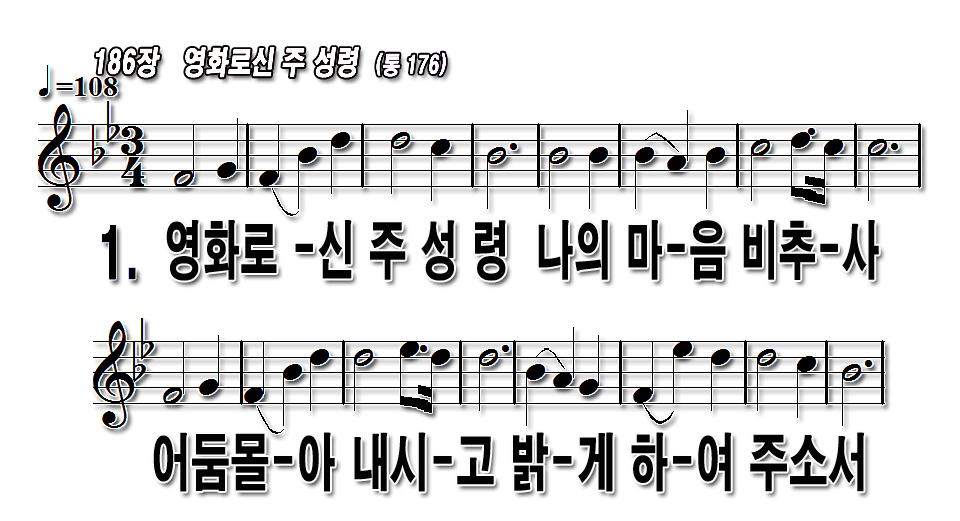 186장 영화로신 주 성령 (통 176)
♩=108
3/4
1. 영화로 -신 주 성 령 나의 마-음 비추-사
어둠몰-아 내시-고 밝-게 하-여 주소서